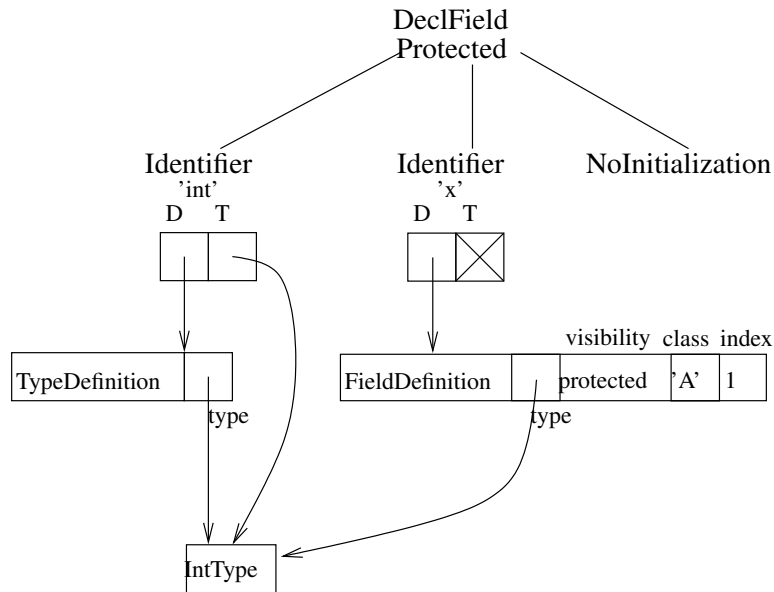 DeclField
Protected
Identifier
'int'
D T
Identifier
'x'
D T
NoInitialization
visibility class index
TypeDefinition
type
FieldDefinition protected 'A' 1
type
IntType